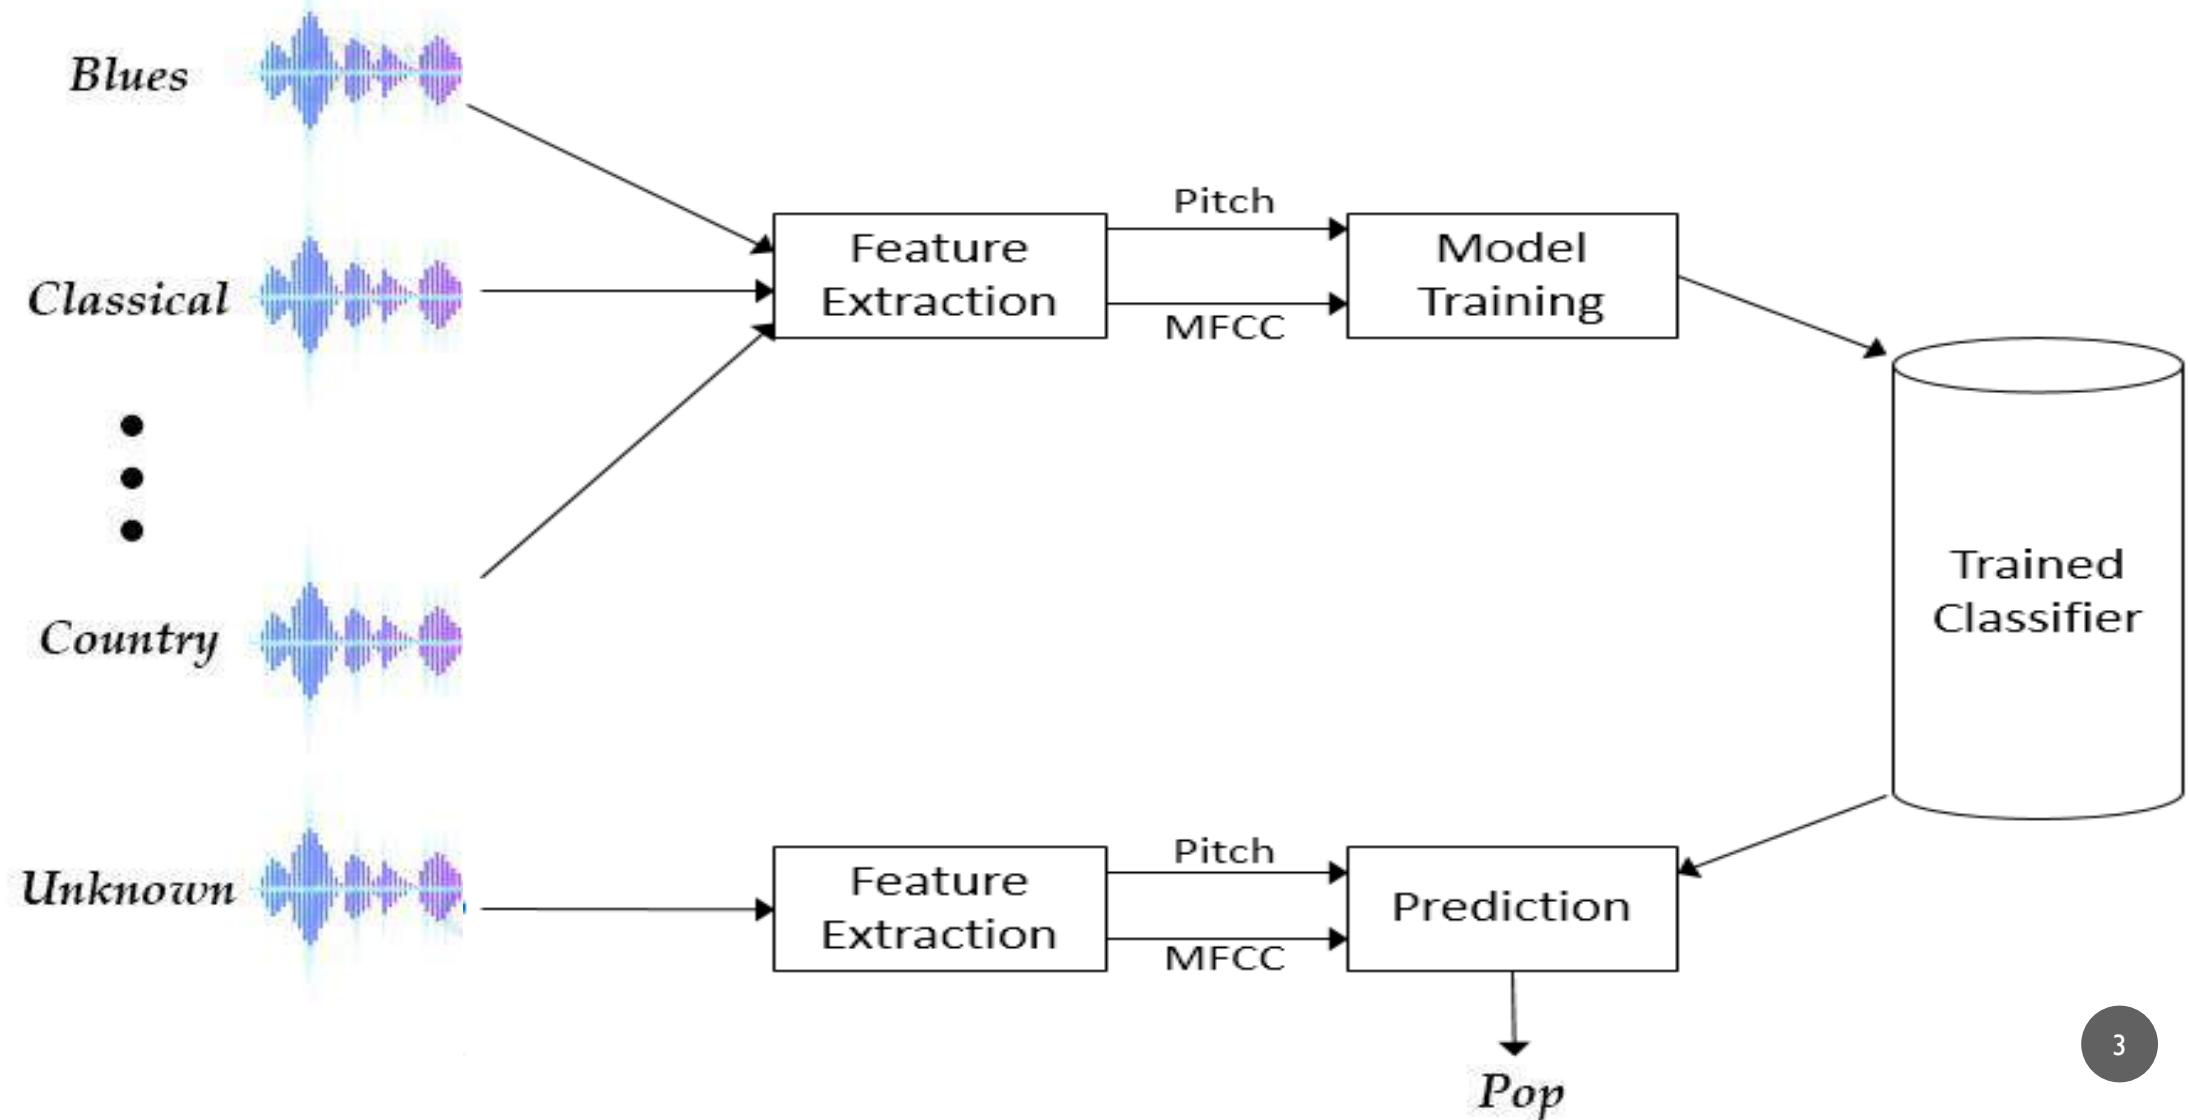 Blues
Classical
Country
Unknown
Feature
Extraction
Pitch
MFCC
Model
Training
Trained
Classifier
Feature
Extraction
Pitch
MFCC
Prediction
Pop
3